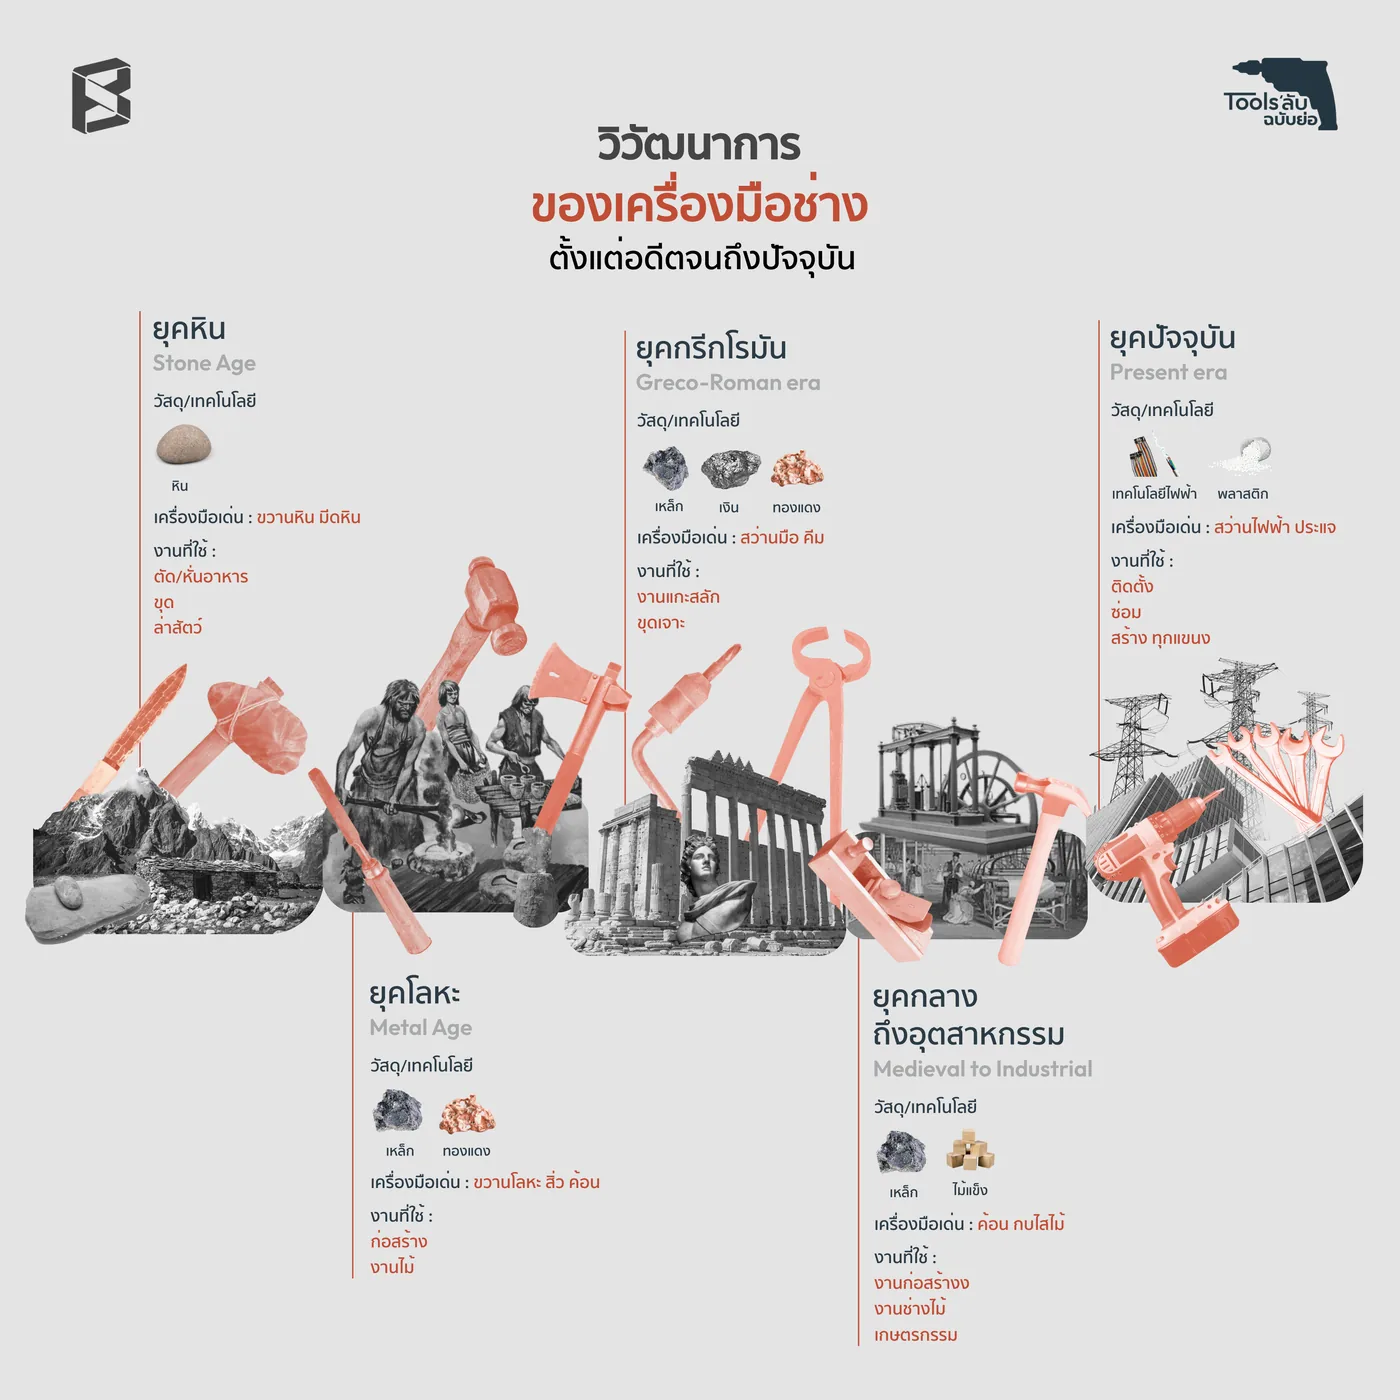 Tools'ลับ
ฉบับย่อ
วิวัฒนาการ
ของเครื่องมือช่าง
ตั้งแต่อดีตจนถึงปัจจุบัน
ยุคหิน
Stone Age
วัสดุ/เทคโนโลยี
หิน
เครื่องมือเด่น : ขวานหิน มีดหิน
งานที่ใช้ :
ตัด/หั่นอาหาร
ขุด
ล่าสัตว์
ยุคโลหะ
Metal Age
วัสดุ/เทคโนโลยี
เหล็ก ทองแดง
เครื่องมือเด่น : ขวานโลหะ สิ่ว ค้อน
งานที่ใช้ :
ก่อสร้าง
งานไม้
ยุคกรีกโรมัน
Greco-Roman era
วัสดุ/เทคโนโลยี
เหล็ก เงิน ทองแดง
เครื่องมือเด่น : สว่านมือ คีม
งานที่ใช้ :
งานแกะสลัก
ขุดเจาะ
ยุคกลาง
ถึงอุตสาหกรรม
Medieval to Industrial
วัสดุ/เทคโนโลยี
เหล็ก ไม้แข็ง
เครื่องมือเด่น : ค้อน กบไสไม้
งานที่ใช้ :
งานก่อสร้างง
งานช่างไม้
เกษตรกรรม
ยุคปัจจุบัน
Present era
วัสดุ/เทคโนโลยี
เทคโนโลยีไฟฟ้า พลาสติก
เครื่องมือเด่น : สว่านไฟฟ้า ประแจ
งานที่ใช้ :
ติดตั้ง
ซ่อม
สร้าง ทุกแขนง